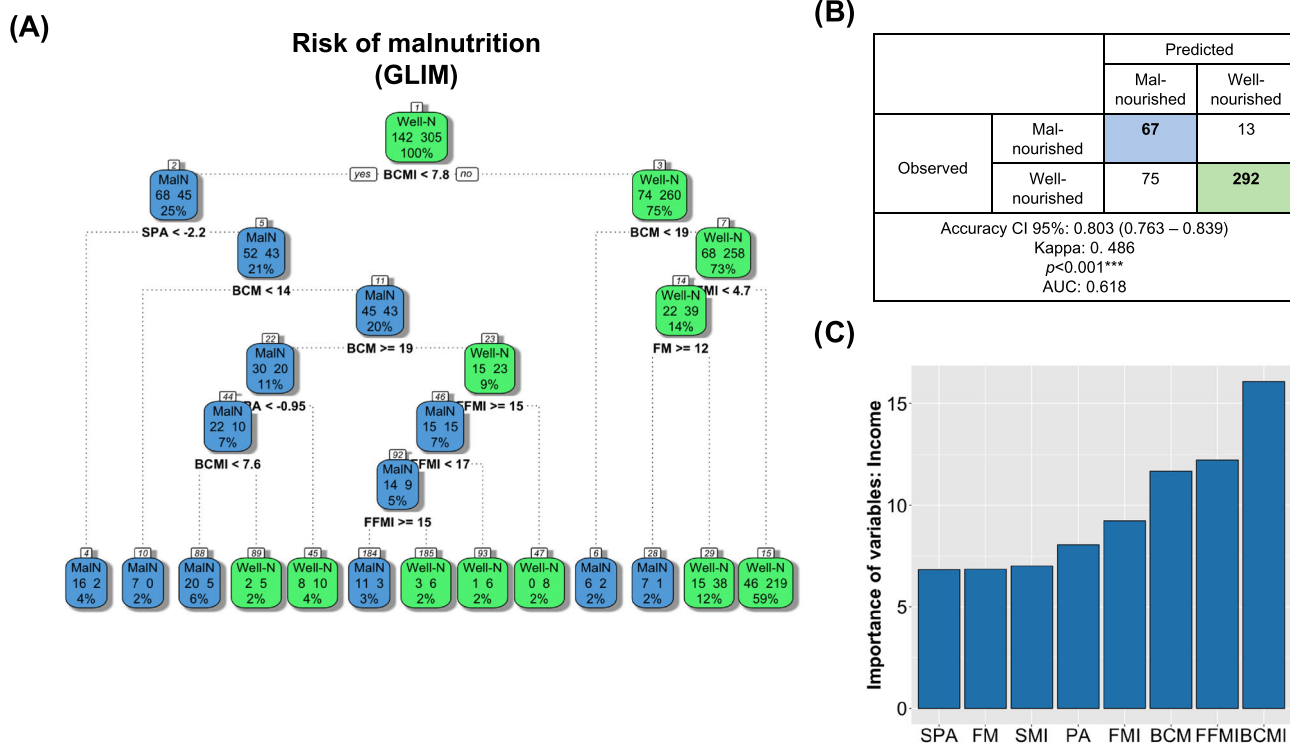 (A)
Risk of malnutrition
(GLIM)
1
Well-N
142 305
100%
yes
BCMI < 7.8
no
2
MalN
68 45
25%
SPA < -2.2
3
Well-N
74 260
75%
BCM < 19
5
MalN
52 43
21%
BCM < 14
7
Well-N
68 258
73%
MI < 4.7
11
MalN
45 43
20%
BCM >= 19
14
Well-N
22 39
14%
FM >= 12
22
MalN
30 20
11%
PA < -0.95
23
Well-N
15 23
9%
FFMI >= 15
44
MalN
22 10
7%
BCMI < 7.6
46
MalN
15 15
7%
FFMI < 17
92
MalN
14 9
5%
FFMI >= 15
4
MalN
16 2
4%
10
MalN
7 0
2%
88
MalN
20 5
6%
89
Well-N
2 5
2%
45
Well-N
8 10
4%
184
MalN
11 3
3%
185
Well-N
3 6
2%
93
Well-N
1 6
2%
47
Well-N
0 8
2%
6
MalN
6 2
2%
28
MalN
7 1
2%
29
Well-N
15 38
12%
15
Well-N
46 219
59%
(B)
Predicted
Mal-
nourished
Well-
nourished
Observed
Mal-
nourished
67
13
Well-
nourished
75
292
Accuracy CI 95%: 0.803 (0.763 – 0.839)
Kappa: 0. 486
p<0.001***
AUC: 0.618
(C)
Importance of variables: Income
15
10
5
0
SPA FM SMI PA FMI BCM FFMI BCMI